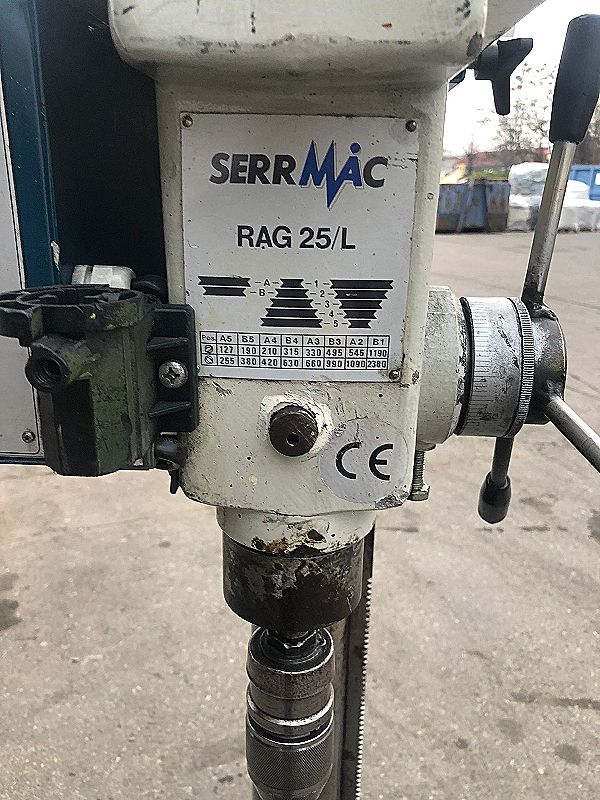 SERRMAC
RAG 25/L
A 1
B 2
3
4
5
Pos. A5 B5 A4 B4 A3 B3 A2 B1
127 190 210 315 330 495 545 1190
255 380 420 630 660 990 1090 2380
CE